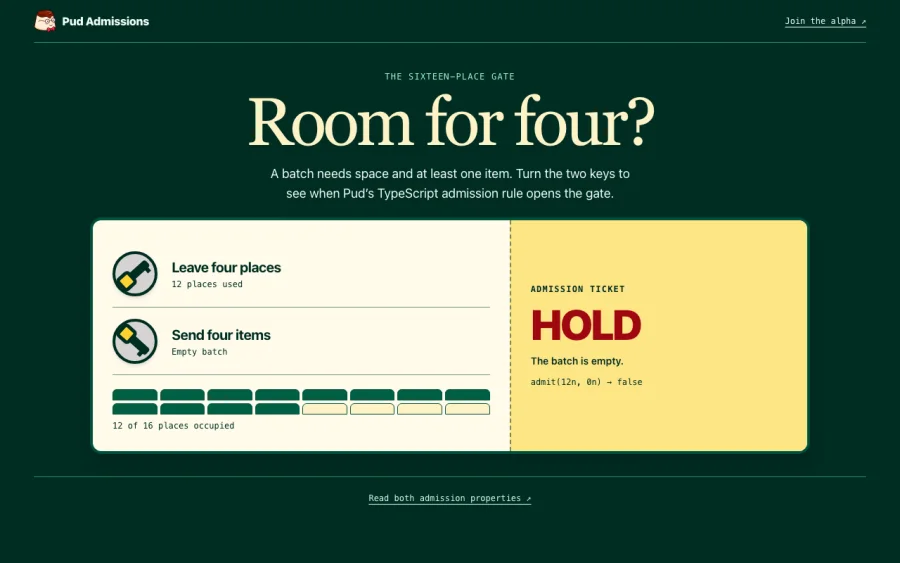 Pud Admissions
Join the alpha ↗
THE SIXTEEN-PLACE GATE
Room for four?
A batch needs space and at least one item. Turn the two keys to
see when Pud's TypeScript admission rule opens the gate.
Leave four places
12 places used
Send four items
Empty batch
12 of 16 places occupied
ADMISSION TICKET
HOLD
The batch is empty.
admit(12n, 0n) → false
Read both admission properties ↗